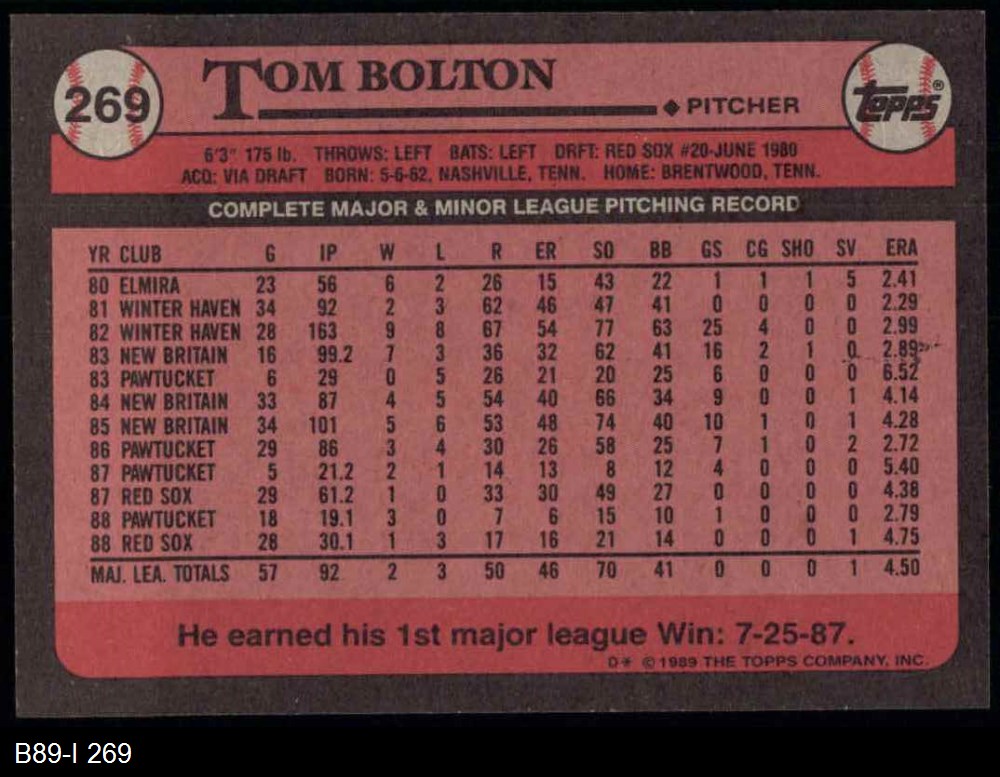 269
TOM BOLTON
PITCHER
topps®
6'3" 175 lb. THROWS: LEFT BATS: LEFT DRFT: RED SOX #20-JUNE 1980
ACQ: VIA DRAFT BORN: 5-6-62, NASHVILLE, TENN. HOME: BRENTWOOD, TENN.
COMPLETE MAJOR & MINOR LEAGUE PITCHING RECORD
YR CLUB G IP W L R ER SO BB GS CG SHO SV ERA
80 ELMIRA 23 56 6 2 26 15 43 22 1 1 1 5 2.41
81 WINTER HAVEN 34 92 2 3 62 46 47 41 0 0 0 0 2.29
82 WINTER HAVEN 28 163 9 8 67 54 77 63 25 4 0 0 2.99
83 NEW BRITAIN 16 99.2 7 3 36 32 62 41 16 2 1 0 2.89
83 PAWTUCKET 6 29 0 5 26 21 20 25 6 0 0 0 6.52
84 NEW BRITAIN 33 87 4 5 54 40 66 34 9 0 0 1 4.14
85 NEW BRITAIN 34 101 5 6 53 48 74 40 10 1 0 1 4.28
86 PAWTUCKET 29 86 3 4 30 26 58 25 7 1 0 2 2.72
87 PAWTUCKET 5 21.2 2 1 14 13 8 12 4 0 0 0 5.40
87 RED SOX 29 61.2 1 0 33 30 49 27 0 0 0 0 4.38
88 PAWTUCKET 18 19.1 3 0 7 6 15 10 1 0 0 0 2.79
88 RED SOX 28 30.1 1 3 17 16 21 14 0 0 0 1 4.75
MAJ. LEA. TOTALS 57 92 2 3 50 46 70 41 0 0 0 1 4.50
He earned his 1st major league Win: 7-25-87.
D* © 1989 THE TOPPS COMPANY, INC.
B89-I 269